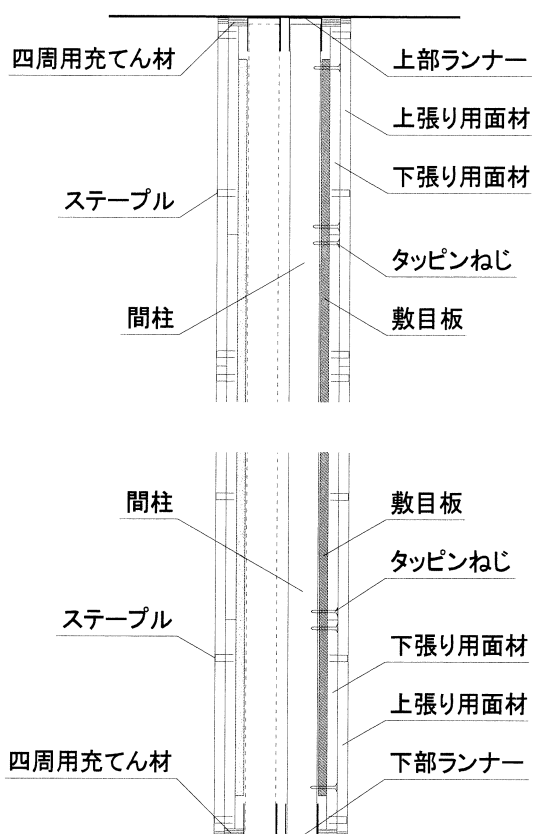 四周用充てん材
上部ランナー
上張り用面材
下張り用面材
ステープル
タッピンねじ
間柱
敷目板
間柱
敷目板
タッピンねじ
ステープル
下張り用面材
上張り用面材
四周用充てん材
下部ランナー